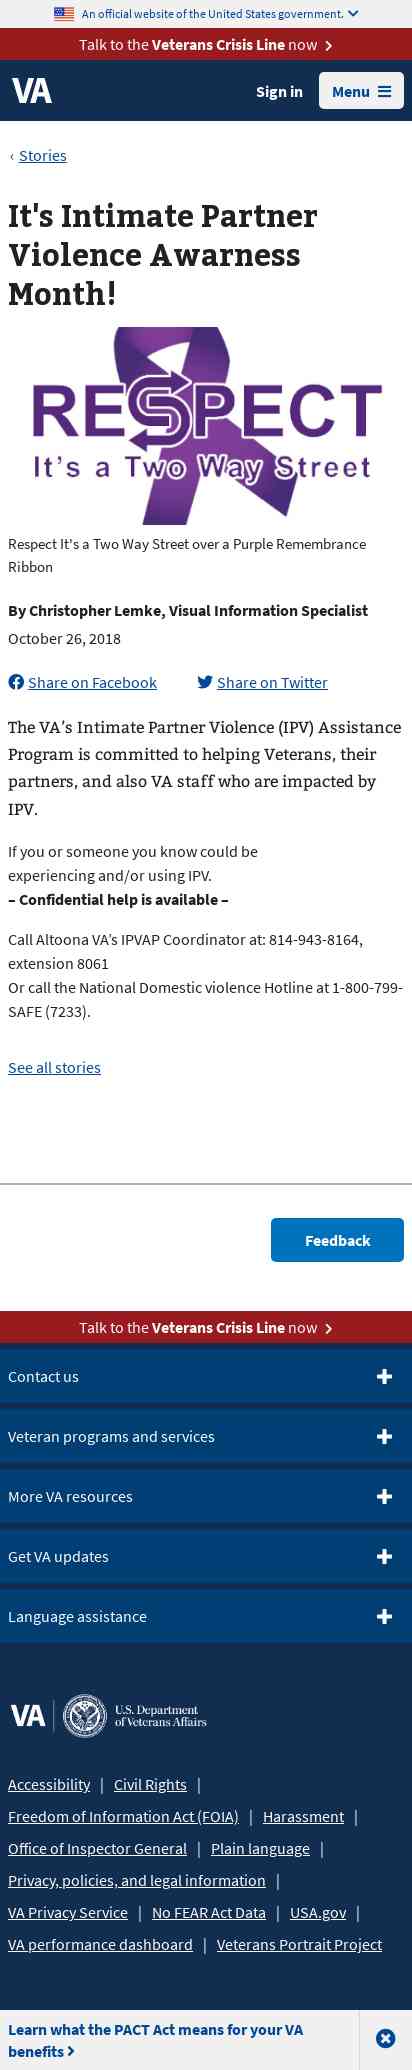 An official website of the United States government.
Talk to the Veterans Crisis Line now
VA
Sign in
Menu
‹ Stories
It's Intimate Partner
Violence Awarness
Month!
RESPECT
It's a Two Way Street
Respect It's a Two Way Street over a Purple Remembrance
Ribbon
By Christopher Lemke, Visual Information Specialist
October 26, 2018
Share on Facebook
Share on Twitter
The VA's Intimate Partner Violence (IPV) Assistance
Program is committed to helping Veterans, their
partners, and also VA staff who are impacted by
IPV.
If you or someone you know could be
experiencing and/or using IPV.
– Confidential help is available –
Call Altoona VA's IPVAP Coordinator at: 814-943-8164,
extension 8061
Or call the National Domestic violence Hotline at 1-800-799-
SAFE (7233).
See all stories
Feedback
Talk to the Veterans Crisis Line now
Contact us
Veteran programs and services
More VA resources
Get VA updates
Language assistance
VA | U.S. Department
of Veterans Affairs
Accessibility | Civil Rights |
Freedom of Information Act (FOIA) | Harassment |
Office of Inspector General | Plain language |
Privacy, policies, and legal information |
VA Privacy Service | No FEAR Act Data | USA.gov |
VA performance dashboard | Veterans Portrait Project
Learn what the PACT Act means for your VA
benefits